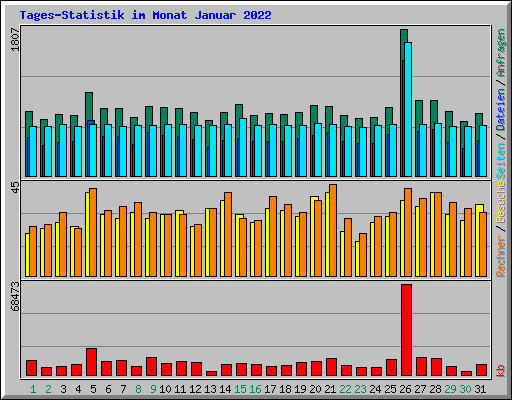 Tages-Statistik im Monat Januar 2022
1807
45
68473
Rechner / Besuche Seiten / Dateien / Anfragen
kb
1 2 3 4 5 6 7 8 9 10 11 12 13 14 15 16 17 18 19 20 21 22 23 24 25 26 27 28 29 30 31